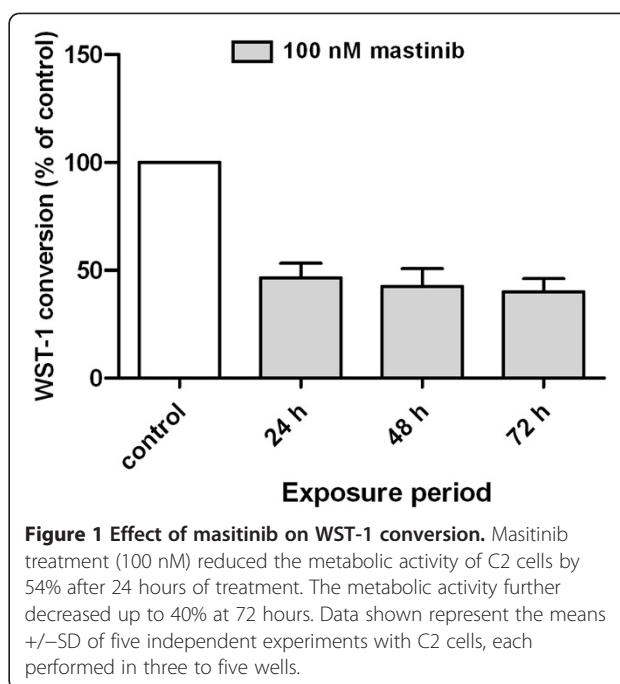 150
100 nM mastinib
100
50
0
WST-1 conversion (% of control)
control
24 h
48 h
72 h
Exposure period
Figure 1 Effect of masitinib on WST-1 conversion. Masitinib
treatment (100 nM) reduced the metabolic activity of C2 cells by
54% after 24 hours of treatment. The metabolic activity further
decreased up to 40% at 72 hours. Data shown represent the means
+/−SD of five independent experiments with C2 cells, each
performed in three to five wells.